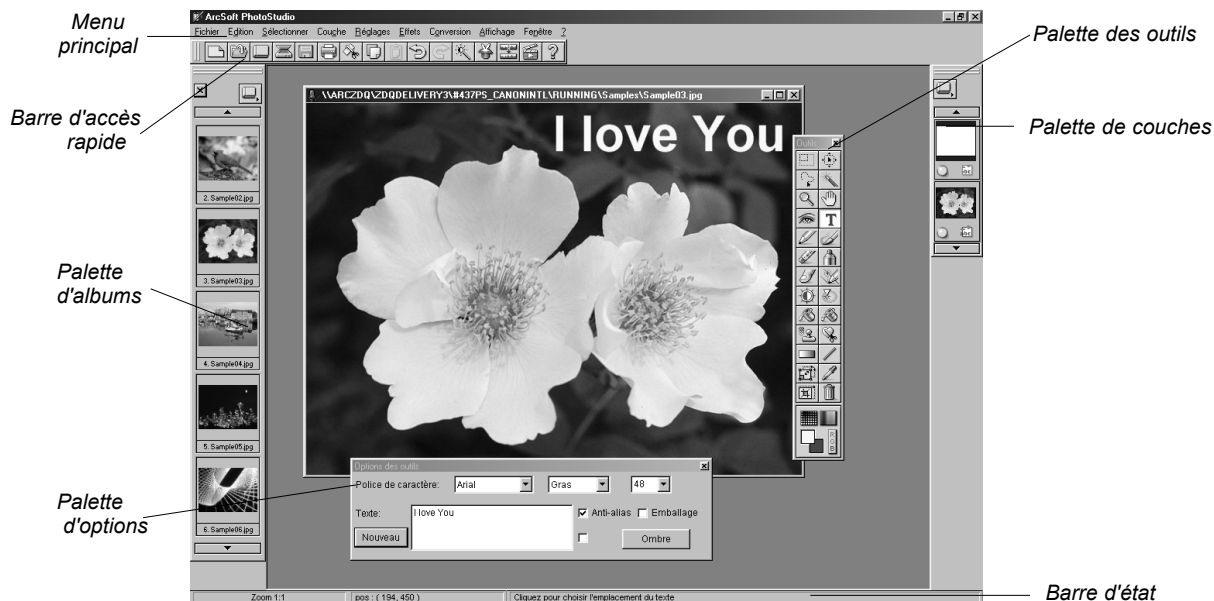 ArcSoft PhotoStudio
Menu
principal
Fichier Edition Sélectionner Couche Réglages Effets Conversion Affichage Fenêtre ?
Palette des outils
\\ARCZDQ\ZDQDELIVERY3\#437PS_CANONINTL\RUNNING\Samples\Sample03.jpg
Barre d'accès
rapide
I love You
Palette de couches
Outils
T
2. Sample02.jpg
3. Sample03.jpg
Palette
d'albums
4. Sample04.jpg
5. Sample05.jpg
RGB
Options des outils
Police de caractère: Arial Gras 48
Palette
d'options
Texte: I love You Anti-alias Emballage
Nouveau Ombre
6. Sample06.jpg
Zoom 1:1 pos : ( 194, 450 ) Cliquez pour choisir l'emplacement du texte
Barre d'état